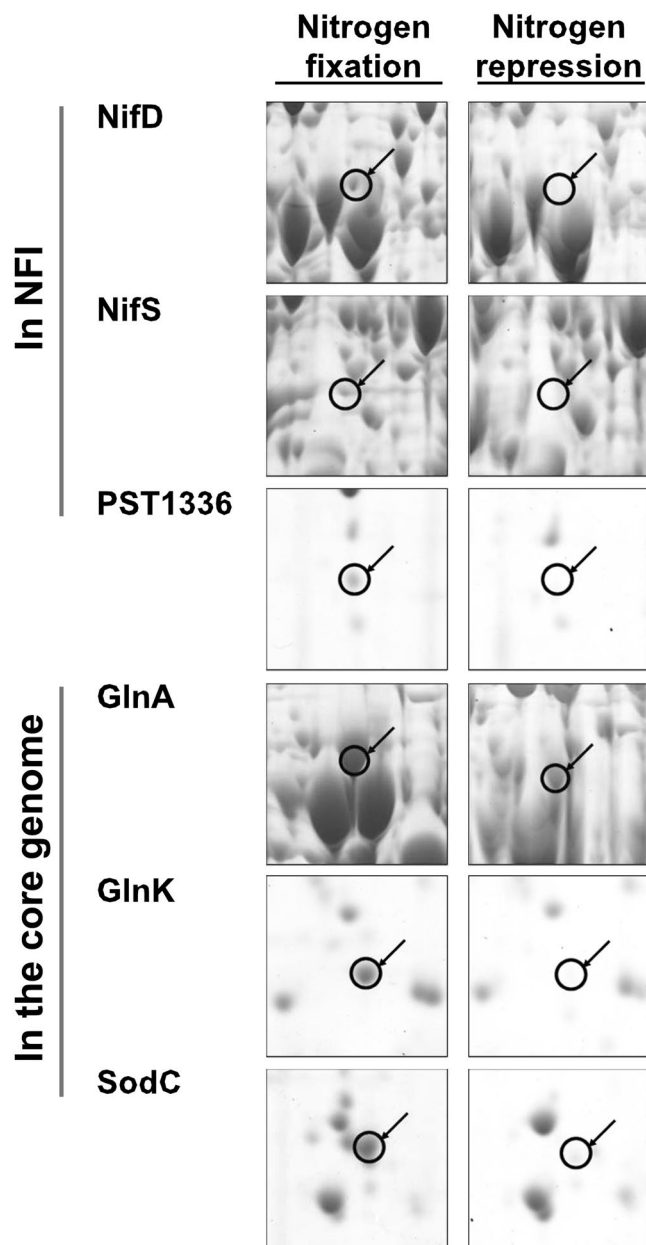 Nitrogen
fixation
Nitrogen
repression
In NFI
NifD
NifS
PST1336
In the core genome
GlnA
GlnK
SodC